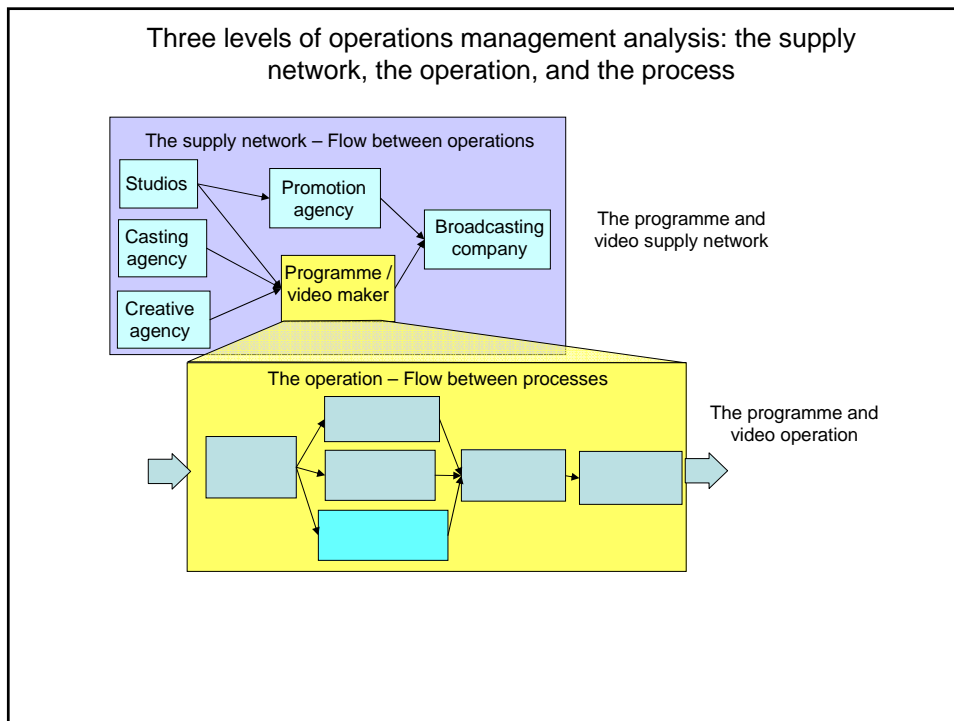 Three levels of operations management analysis: the supply
network, the operation, and the process
The supply network – Flow between operations
Studios
Promotion
agency
Broadcasting
company
Casting
agency
Programme /
video maker
Creative
agency
The programme and
video supply network
The operation – Flow between processes
The programme and
video operation